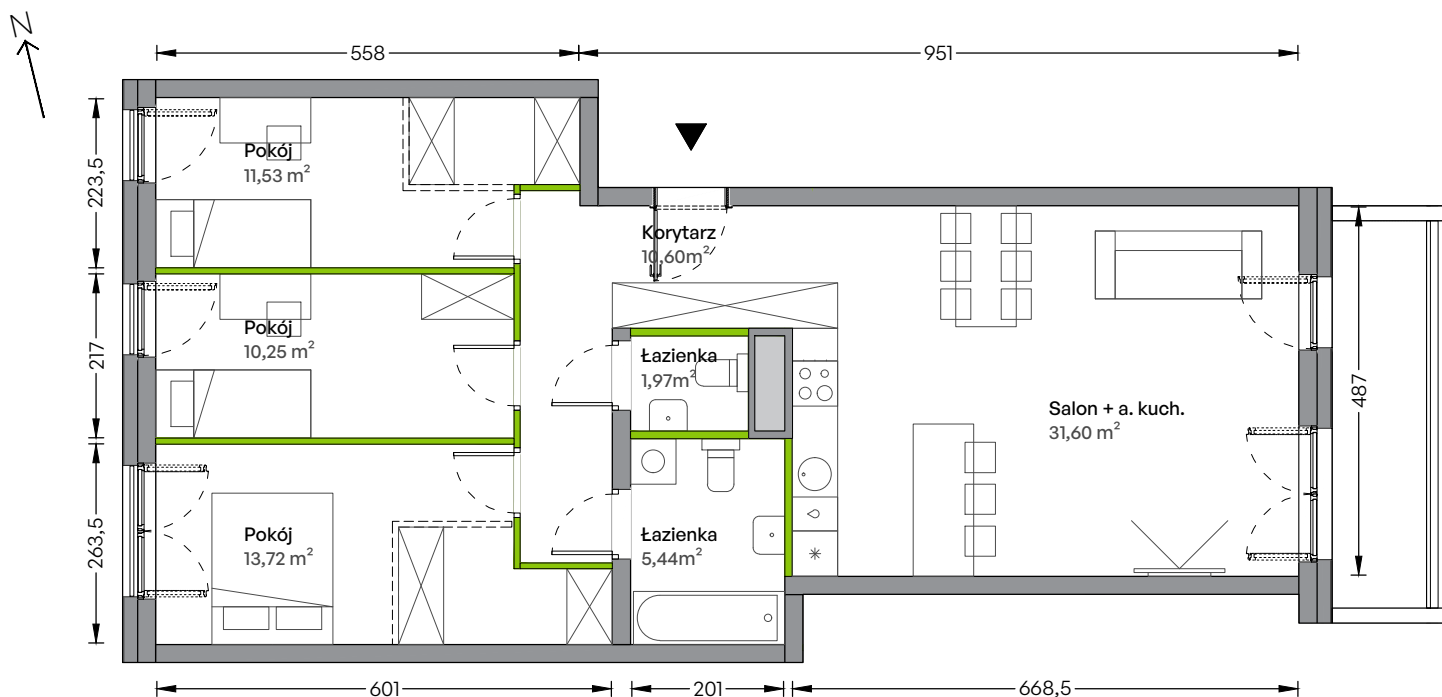 N
558
951
223,5
Pokój
11,53 m²
Korytarz
10,60m²
217
Pokój
10,25 m²
Łazienka
1,97m²
487
Salon + a. kuch.
31,60 m²
263,5
Pokój
13,72 m²
Łazienka
5,44m²
601
201
668,5